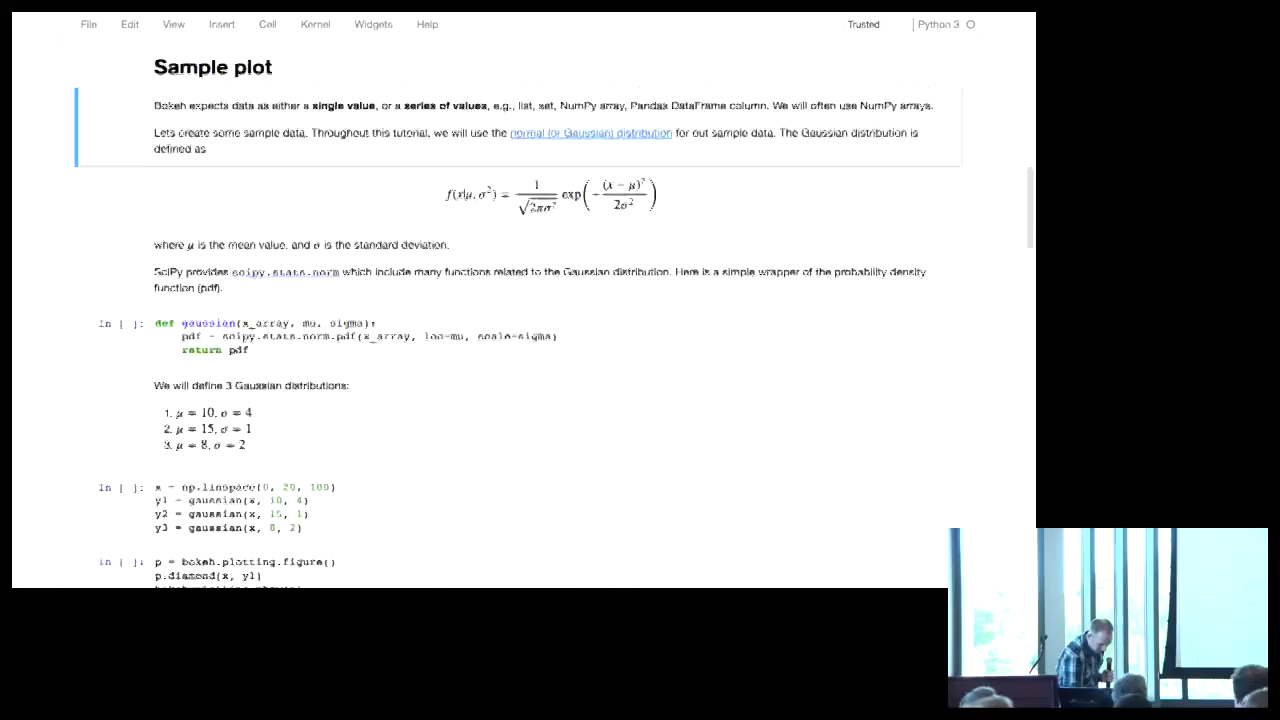 File Edit View Insert Cell Kernel Widgets Help Trusted Python 3
Sample plot
Bokeh expects data as either a single value, or a series of values, e.g., list, set, NumPy array, Pandas DataFrame column. We will often use NumPy arrays.
Lets create some sample data. Throughout this tutorial, we will use the normal (or Gaussian) distribution for out sample data. The Gaussian distribution is
defined as
f(x|μ, σ²) = 1 / √(2πσ²) exp(−(x − μ)² / 2σ²)
where μ is the mean value, and σ is the standard deviation.
SciPy provides scipy.stats.norm which include many functions related to the Gaussian distribution. Here is a simple wrapper of the probability density
function (pdf).
In [ ]: def gaussian(x_array, mu, sigma):
pdf = scipy.stats.norm.pdf(x_array, loc=mu, scale=sigma)
return pdf
We will define 3 Gaussian distributions:
1. μ = 10, σ = 4
2. μ = 15, σ = 1
3. μ = 8, σ = 2
In [ ]: x = np.linspace(0, 20, 100)
y1 = gaussian(x, 10, 4)
y2 = gaussian(x, 15, 1)
y3 = gaussian(x, 8, 2)
In [ ]: p = bokeh.plotting.figure()
p.diamond(x, y1)